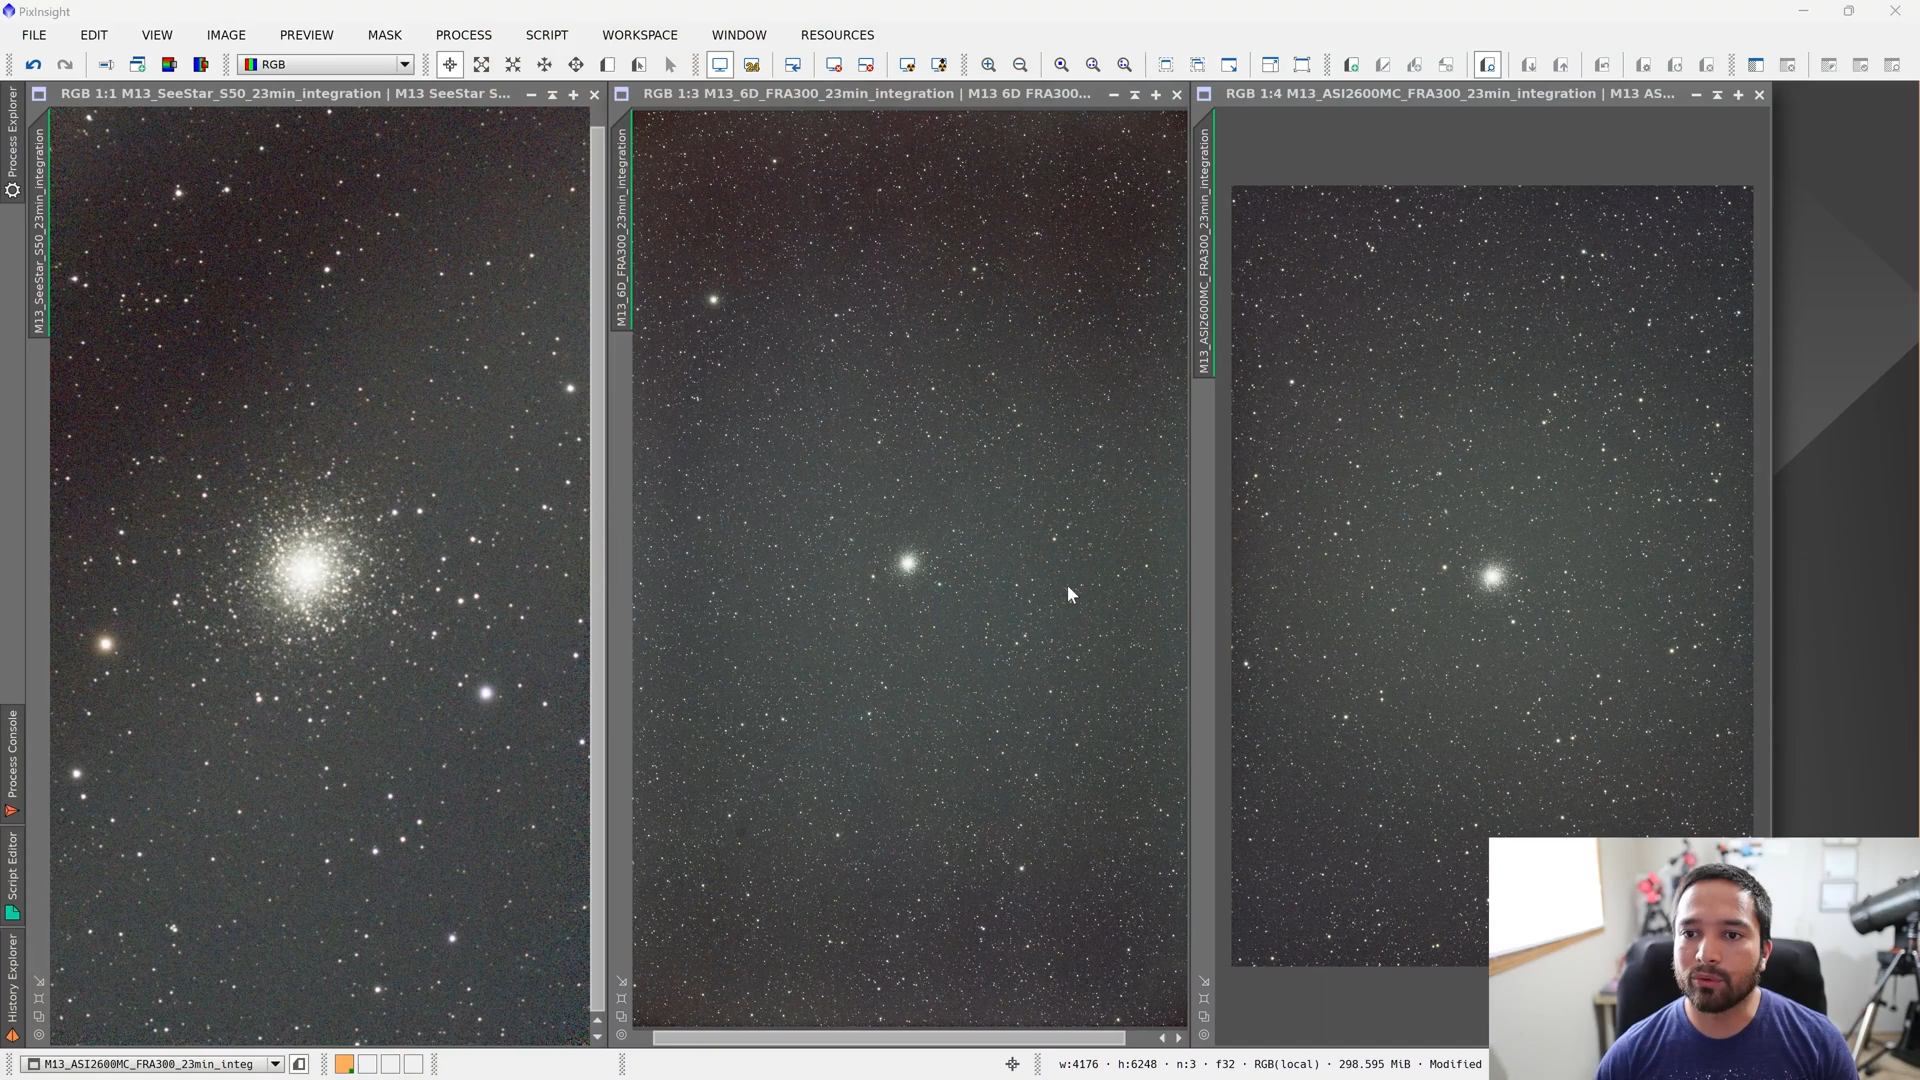 PixInsight
FILE EDIT VIEW IMAGE PREVIEW MASK PROCESS SCRIPT WORKSPACE WINDOW RESOURCES
RGB
RGB 1:1 M13_SeeStar_S50_23min_integration | M13 SeeStar S...
RGB 1:3 M13_6D_FRA300_23min_integration | M13 6D FRA300...
RGB 1:4 M13_ASI2600MC_FRA300_23min_integration | M13 AS...
Process Explorer
M13_SeeStar_S50_23min_integration
M13_6D_FRA300_23min_integration
M13_ASI2600MC_FRA300_23min_integration
Process Console
Script Editor
History Explorer
M13_ASI2600MC_FRA300_23min_integ
w:4176 · h:6248 · n:3 · f32 · RGB(local) · 298.595 MiB · Modified